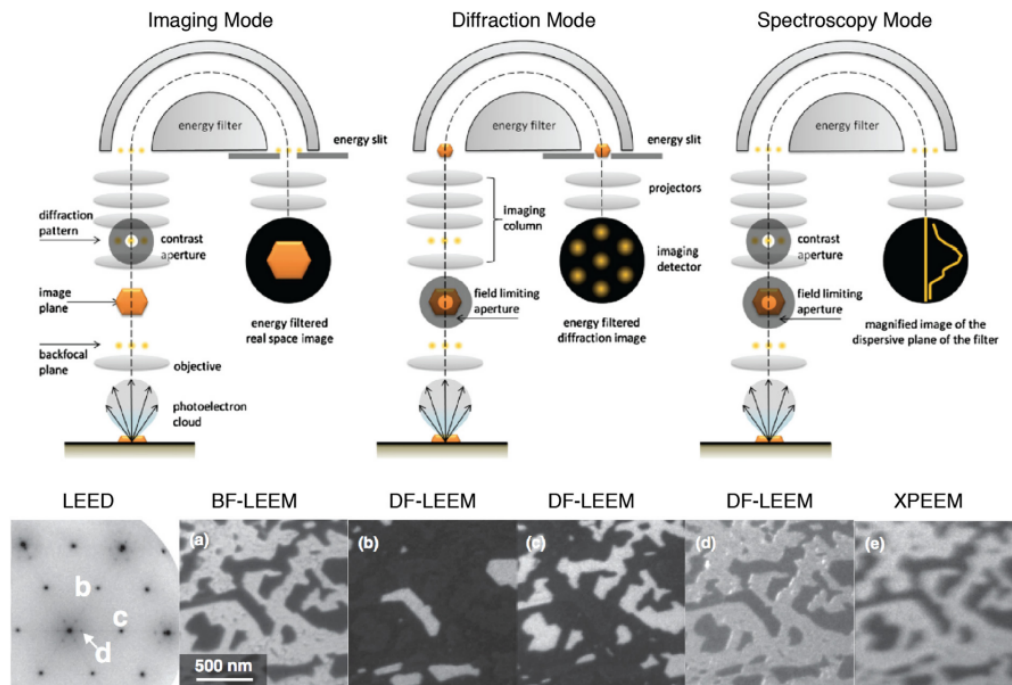 Imaging Mode
Diffraction Mode
Spectroscopy Mode
energy filter
energy slit
diffraction
pattern
contrast
aperture
image
plane
backfocal
plane
objective
photoelectron
cloud
energy filtered
real space image
energy filter
energy slit
projectors
imaging
column
imaging
detector
field limiting
aperture
energy filtered
diffraction image
energy filter
contrast
aperture
field limiting
aperture
magnified image of the
dispersive plane of the filter
LEED
BF-LEEM
DF-LEEM
DF-LEEM
DF-LEEM
XPEEM
b
c
d
(a)
500 nm
(b)
(c)
(d)
(e)